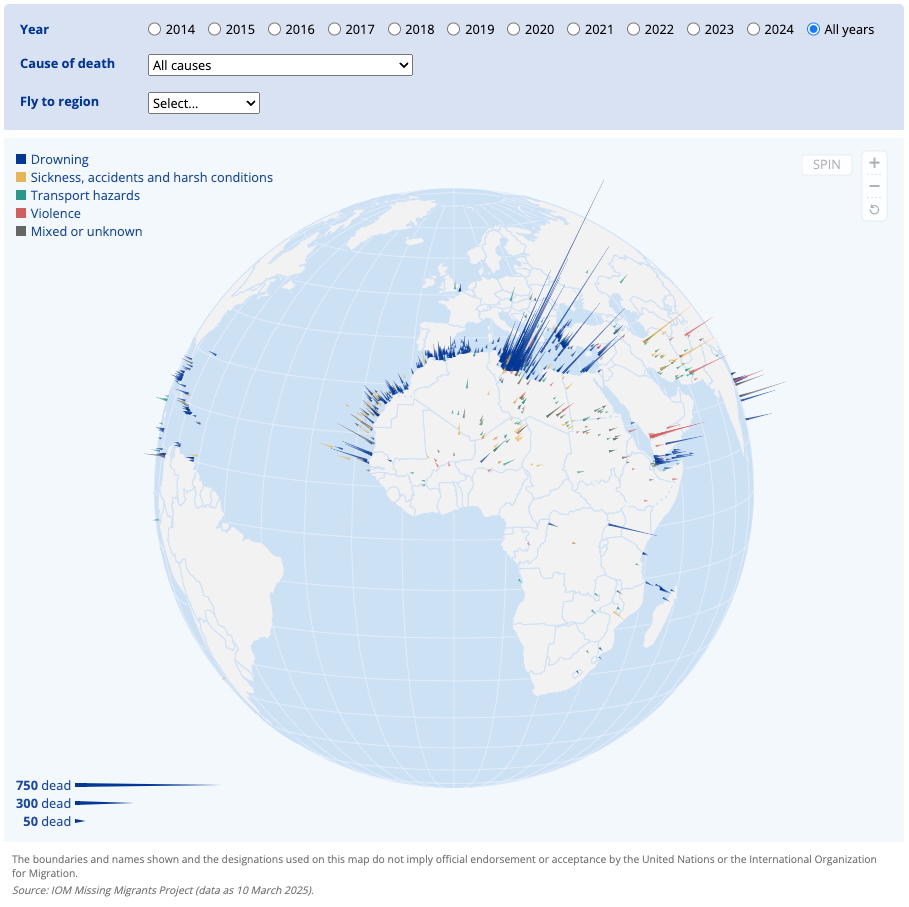 Year 2014 2015 2016 2017 2018 2019 2020 2021 2022 2023 2024 All years
Cause of death All causes
Fly to region Select...
Drowning
Sickness, accidents and harsh conditions
Transport hazards
Violence
Mixed or unknown
SPIN
+
−
750 dead
300 dead
50 dead
The boundaries and names shown and the designations used on this map do not imply official endorsement or acceptance by the United Nations or the International Organization
for Migration.
Source: IOM Missing Migrants Project (data as 10 March 2025).